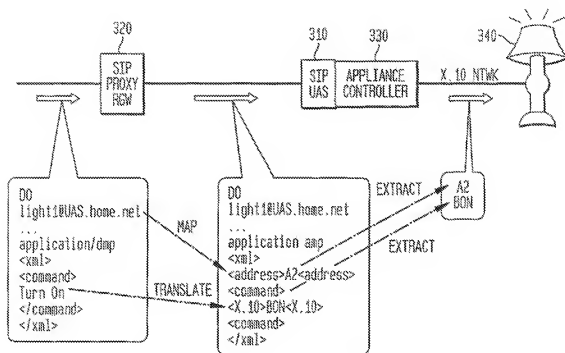 320
310
330
340
SIP
PROXY
RGW
SIP
UAS
APPLIANCE
CONTROLLER
X.10 NTWK
DO
light1@UAS.home.net
...
application/dmp
<xml>
<command>
Turn On
</command>
</xml>
MAP
TRANSLATE
DO
light1@UAS.home.net
...
application amp
<xml>
<address>A2<address>
<command>
<X.10>BON<X.10>
<command>
</xml>
EXTRACT
EXTRACT
A2
BON